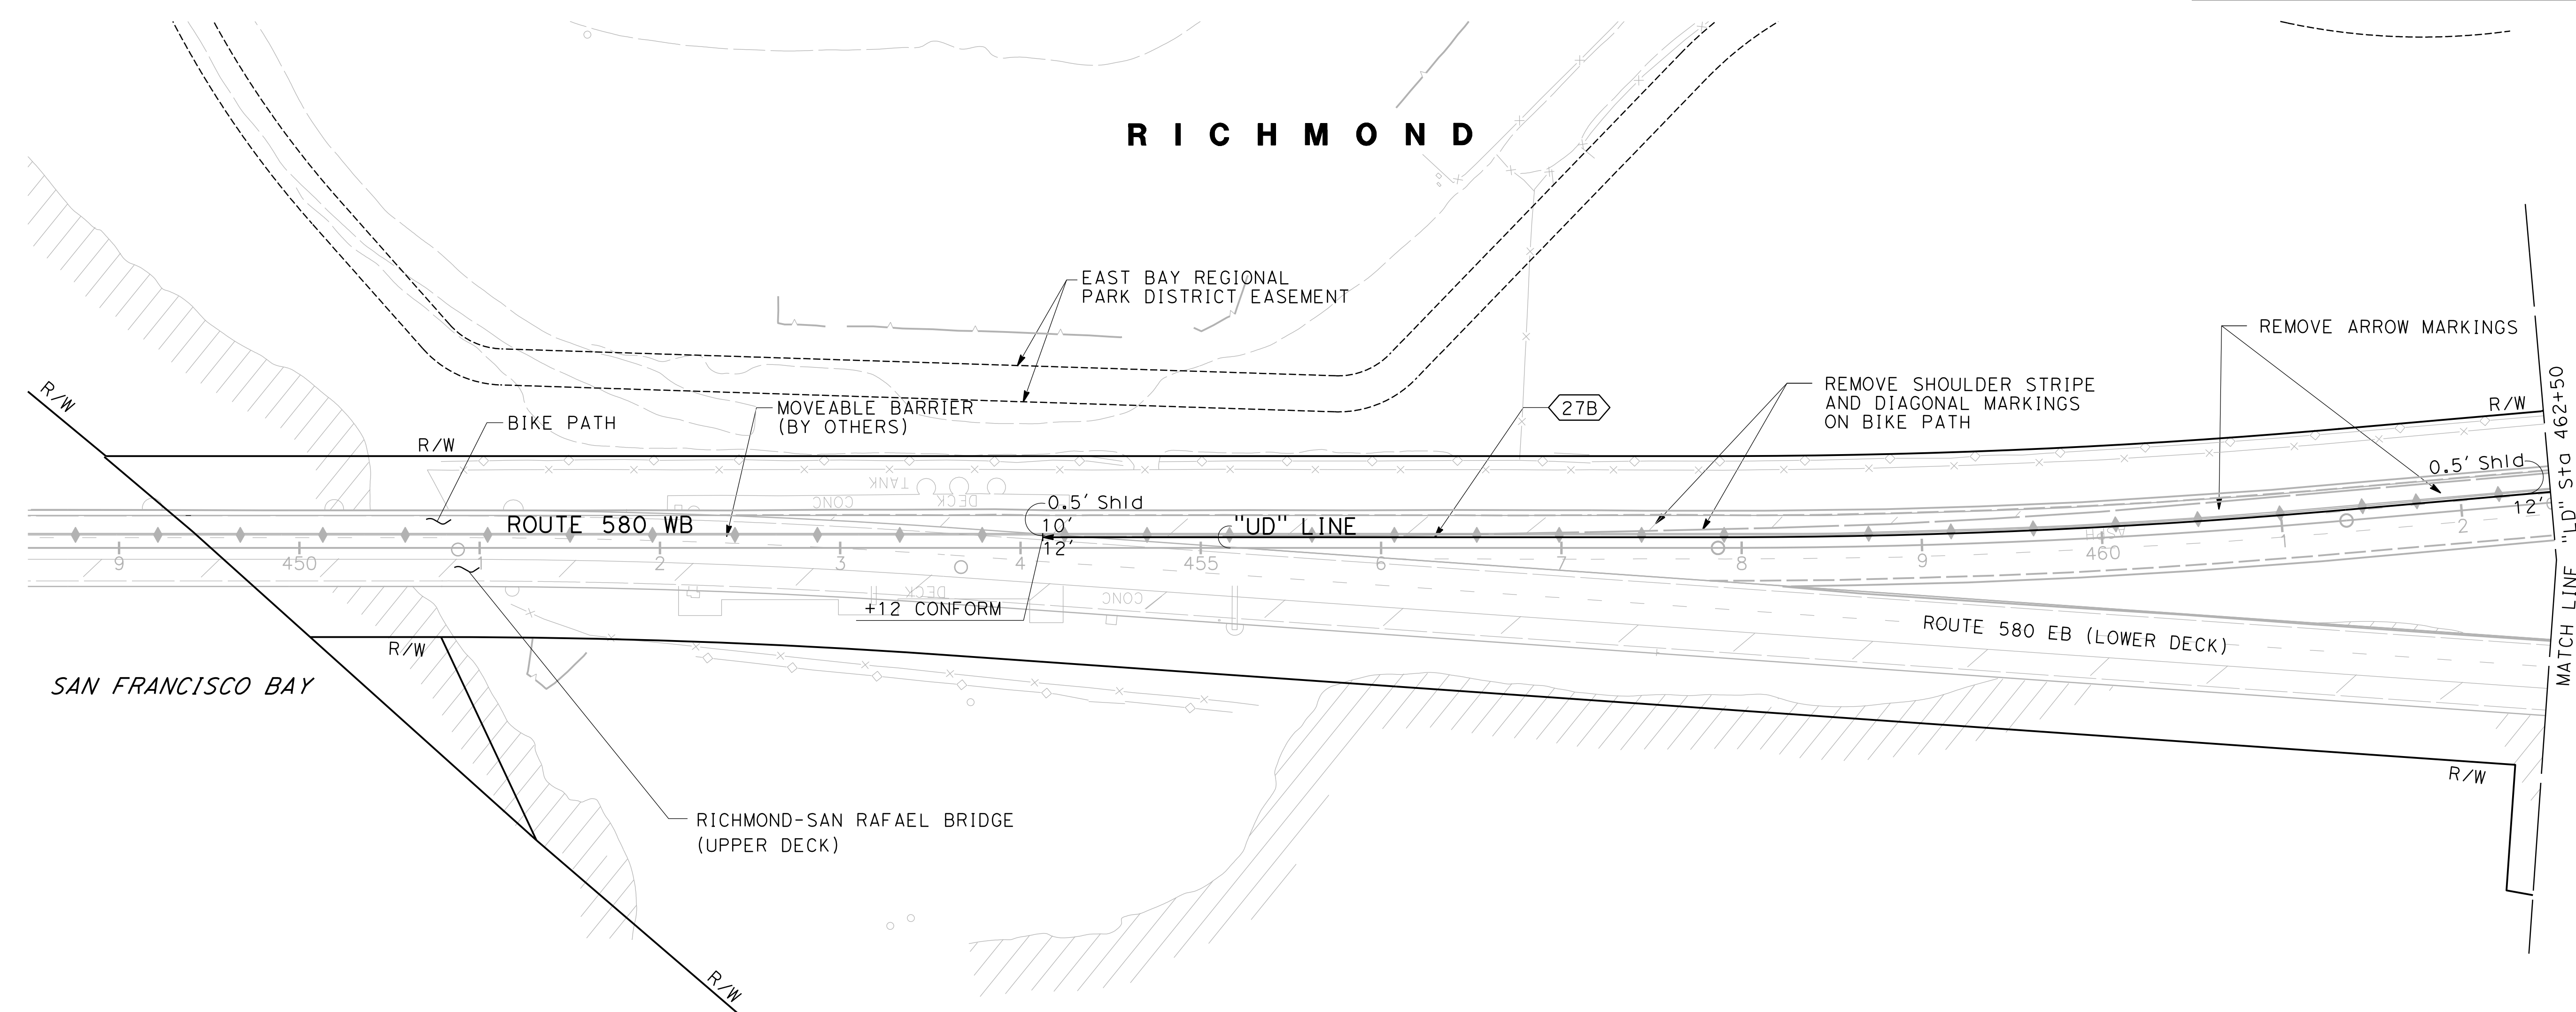 R I C H M O N D
EAST BAY REGIONAL
PARK DISTRICT EASEMENT
REMOVE ARROW MARKINGS
R/W
BIKE PATH
R/W
MOVEABLE BARRIER
(BY OTHERS)
27B
REMOVE SHOULDER STRIPE
AND DIAGONAL MARKINGS
ON BIKE PATH
R/W
0.5' Shld
12'
MATCH LINE "UD" Sta 462+50
TANK
CONC
DECK
0.5' Shld
10'
12'
ROUTE 580 WB
"UD" LINE
9
450
1
2
3
4
455
6
7
8
9
460
1
2
DECK
CONC
+12 CONFORM
ROUTE 580 EB (LOWER DECK)
R/W
SAN FRANCISCO BAY
R/W
RICHMOND-SAN RAFAEL BRIDGE
(UPPER DECK)
R/W